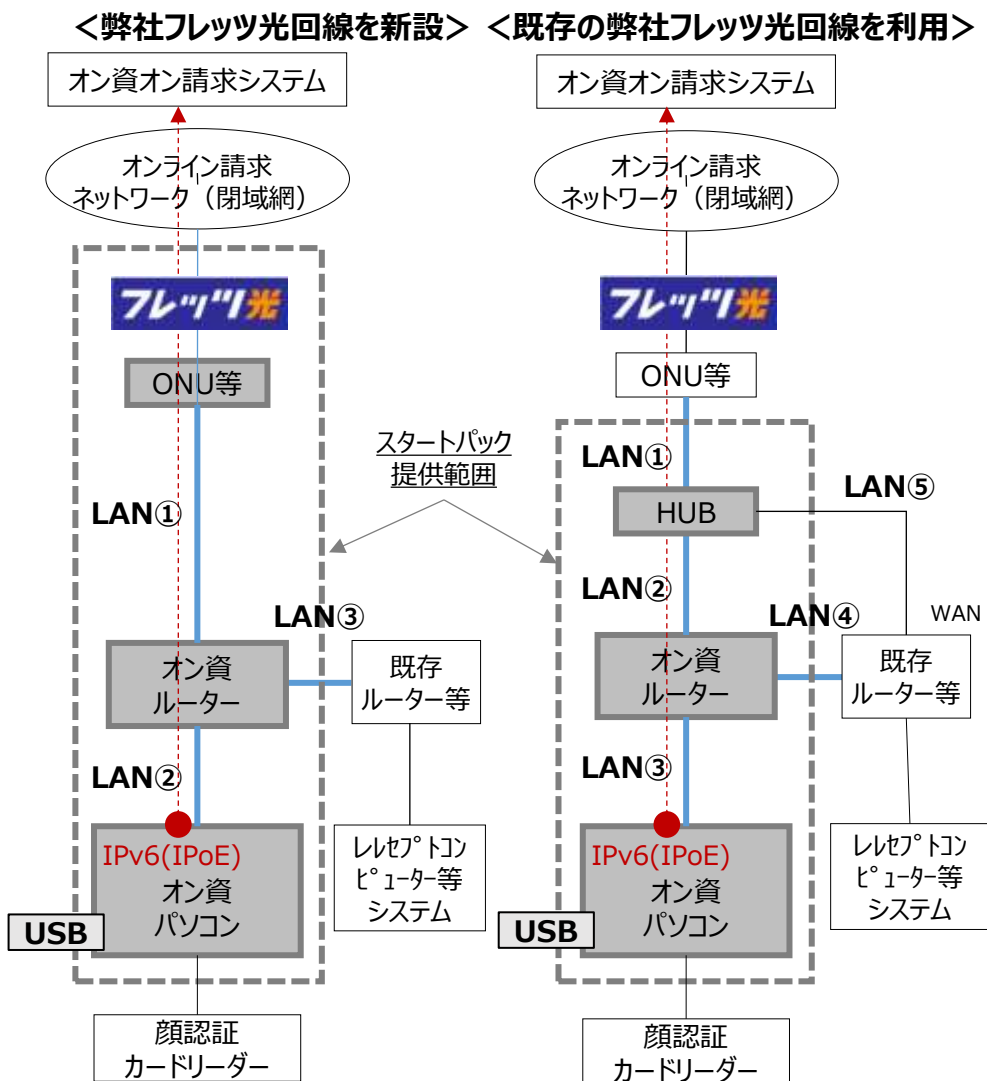 <弊社フレッツ光回線を新設>
オン資オン請求システム
オンライン請求
ネットワーク（閉域網）
フレッツ光
ONU等
LAN①
スタートパック
提供範囲
LAN③
オン資
ルーター
既存
ルーター等
LAN②
IPv6(IPoE)
オン資
パソコン
USB
レルセプトコン
ピューター等
システム
顔認証
カードリーダー
<既存の弊社フレッツ光回線を利用>
オン資オン請求システム
オンライン請求
ネットワーク（閉域網）
フレッツ光
ONU等
LAN①
HUB
LAN⑤
LAN②
LAN④
WAN
オン資
ルーター
既存
ルーター等
LAN③
IPv6(IPoE)
オン資
パソコン
USB
レルセプトコン
ピューター等
システム
顔認証
カードリーダー